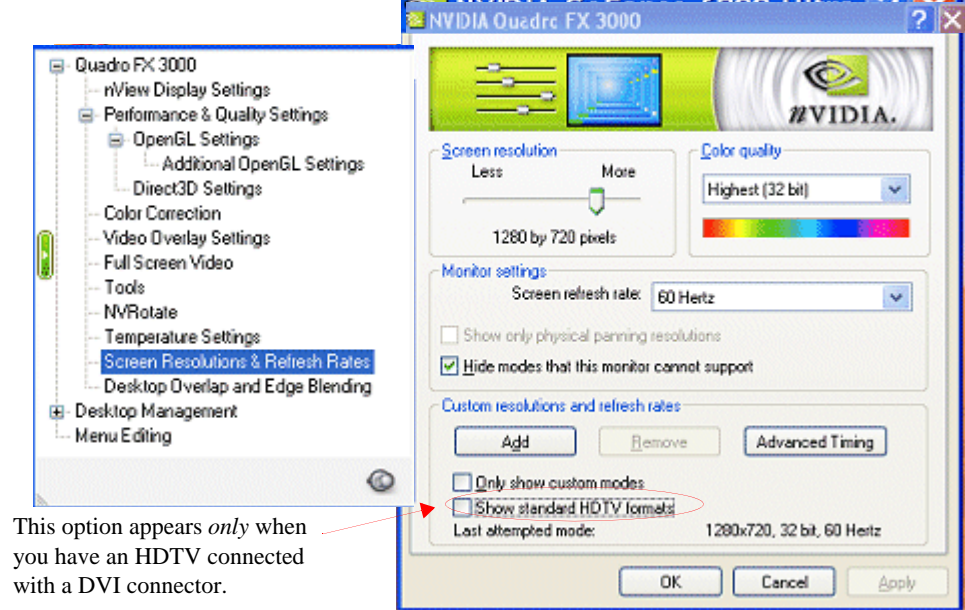 NVIDIA Quadro FX 3000
Quadro FX 3000
nView Display Settings
Performance & Quality Settings
OpenGL Settings
Additional OpenGL Settings
Direct3D Settings
Color Correction
Video Overlay Settings
Full Screen Video
Tools
NVRotate
Temperature Settings
Screen Resolutions & Refresh Rates
Desktop Overlap and Edge Blending
Desktop Management
Menu Editing
This option appears only when
you have an HDTV connected
with a DVI connector.
nVIDIA.
Screen resolution
Less More
1280 by 720 pixels
Color quality
Highest (32 bit)
Monitor settings
Screen refresh rate: 60 Hertz
Show only physical panning resolutions
Hide modes that this monitor cannot support
Custom resolutions and refresh rates
Add Remove Advanced Timing
Only show custom modes
Show standard HDTV formats
Last attempted mode: 1280x720, 32 bit, 60 Hertz
OK Cancel Apply